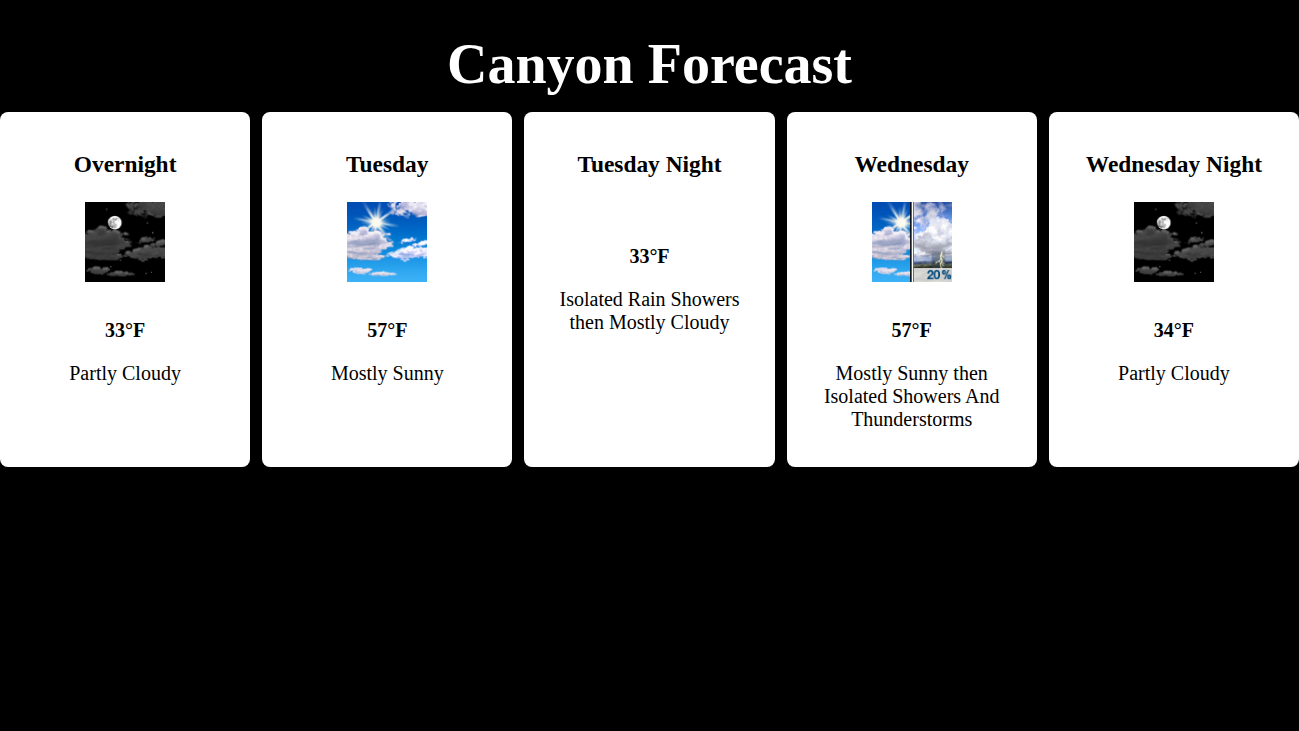 Canyon Forecast
Overnight
33°F
Partly Cloudy
Tuesday
57°F
Mostly Sunny
Tuesday Night
33°F
Isolated Rain Showers
then Mostly Cloudy
Wednesday
20%
57°F
Mostly Sunny then
Isolated Showers And
Thunderstorms
Wednesday Night
34°F
Partly Cloudy